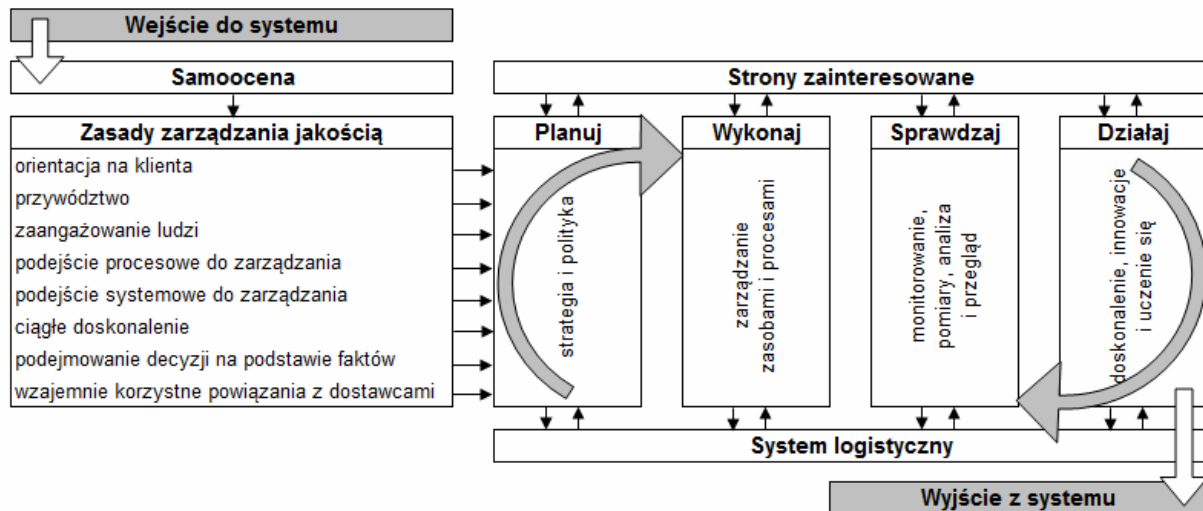 Wejście do systemu
Samoocena
Strony zainteresowane
Zasady zarządzania jakością
orientacja na klienta
przywództwo
zaangażowanie ludzi
podejście procesowe do zarządzania
podejście systemowe do zarządzania
ciągłe doskonalenie
podejmowanie decyzji na podstawie faktów
wzajemnie korzystne powiązania z dostawcami
Planuj
strategia i polityka
Wykonaj
zarządzanie
zasobami i procesami
Sprawdzaj
monitorowanie,
pomiary, analiza
i przegląd
Działaj
doskonalenie, innowacje
i uczenie się
System logistyczny
Wyjście z systemu